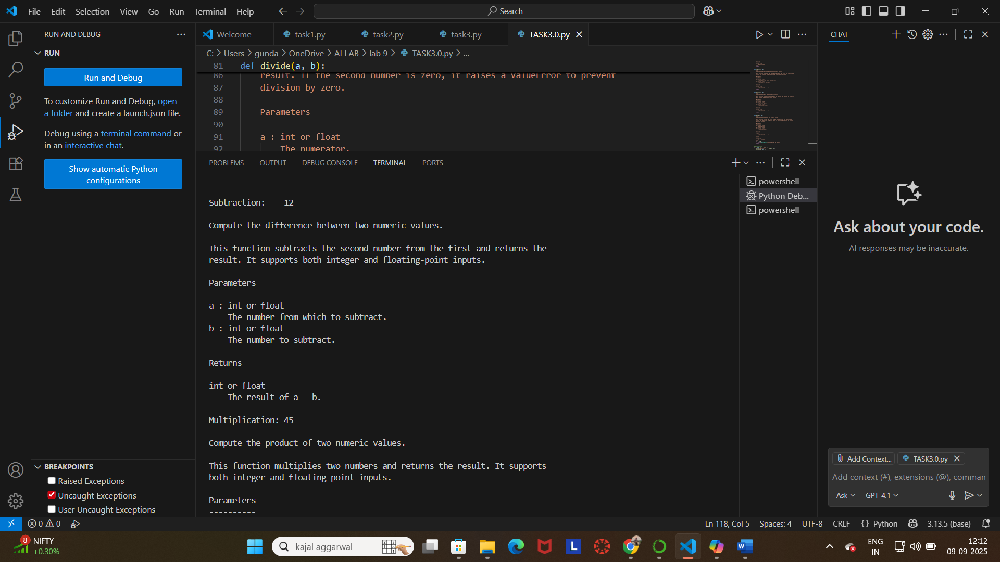 File Edit Selection View Go Run Terminal Help
Search
RUN AND DEBUG
RUN
Run and Debug
To customize Run and Debug, open
a folder and create a launch.json file.
Debug using a terminal command or
in an interactive chat.
Show automatic Python
configurations
BREAKPOINTS
Raised Exceptions
Uncaught Exceptions
User Uncaught Exceptions
Welcome
task1.py
task2.py
task3.py
TASK3.0.py
C: > Users > gunda > OneDrive > AI LAB > lab 9 > TASK3.0.py > ...
81 def divide(a, b):
86 result. If the second number is zero, it raises a ValueError to prevent
87 division by zero.
88
89 Parameters
90 ----------
91 a : int or float
92 The numerator.
PROBLEMS OUTPUT DEBUG CONSOLE TERMINAL PORTS
Subtraction:    12
Compute the difference between two numeric values.
This function subtracts the second number from the first and returns the
result. It supports both integer and floating-point inputs.
Parameters
----------
a : int or float
    The number from which to subtract.
b : int or float
    The number to subtract.
Returns
-------
int or float
    The result of a - b.
Multiplication: 45
Compute the product of two numeric values.
This function multiplies two numbers and returns the result. It supports
both integer and floating-point inputs.
Parameters
----------
powershell
Python Deb...
powershell
CHAT
Ask about your code.
AI responses may be inaccurate.
Add Context...
TASK3.0.py
Add context (#), extensions (@), comman
Ask
GPT-4.1
0 0
Ln 118, Col 5
Spaces: 4
UTF-8
CRLF
{ } Python
3.13.5 (base)
8
NIFTY
+0.30%
kajal aggarwal
L
W
ENG
IN
12:12
09-09-2025